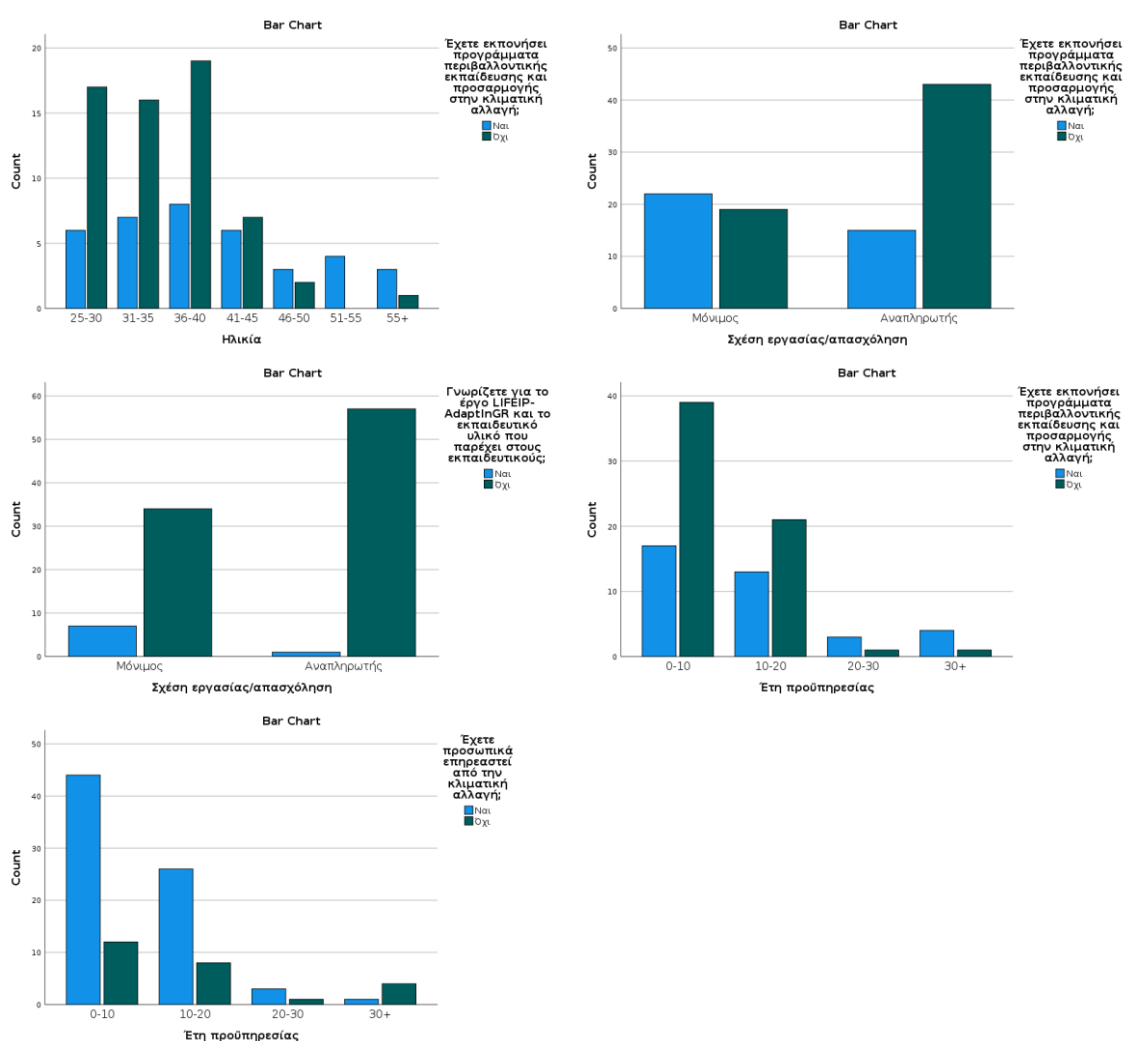 Bar Chart
Έχετε εκπονήσει
προγράμματα
περιβαλλοντικής
εκπαίδευσης και
προσαρμογής
στην κλιματική
αλλαγή;
Ναι
Όχι
Count
20
15
10
5
0
25-30 31-35 36-40 41-45 46-50 51-55 55+
Ηλικία
Bar Chart
Έχετε εκπονήσει
προγράμματα
περιβαλλοντικής
εκπαίδευσης και
προσαρμογής
στην κλιματική
αλλαγή;
Ναι
Όχι
Count
50
40
30
20
10
0
Μόνιμος Αναπληρωτής
Σχέση εργασίας/απασχόληση
Bar Chart
Γνωρίζετε για το
έργο LIFEIP-
AdaptInGR και το
εκπαιδευτικό
υλικό που
παρέχει στους
εκπαιδευτικούς;
Ναι
Όχι
Count
60
50
40
30
20
10
0
Μόνιμος Αναπληρωτής
Σχέση εργασίας/απασχόληση
Bar Chart
Έχετε εκπονήσει
προγράμματα
περιβαλλοντικής
εκπαίδευσης και
προσαρμογής
στην κλιματική
αλλαγή;
Ναι
Όχι
Count
40
30
20
10
0
0-10 10-20 20-30 30+
Έτη προϋπηρεσίας
Bar Chart
Έχετε
προσωπικά
επηρεαστεί
από την
κλιματική
αλλαγή;
Ναι
Όχι
Count
50
40
30
20
10
0
0-10 10-20 20-30 30+
Έτη προϋπηρεσίας